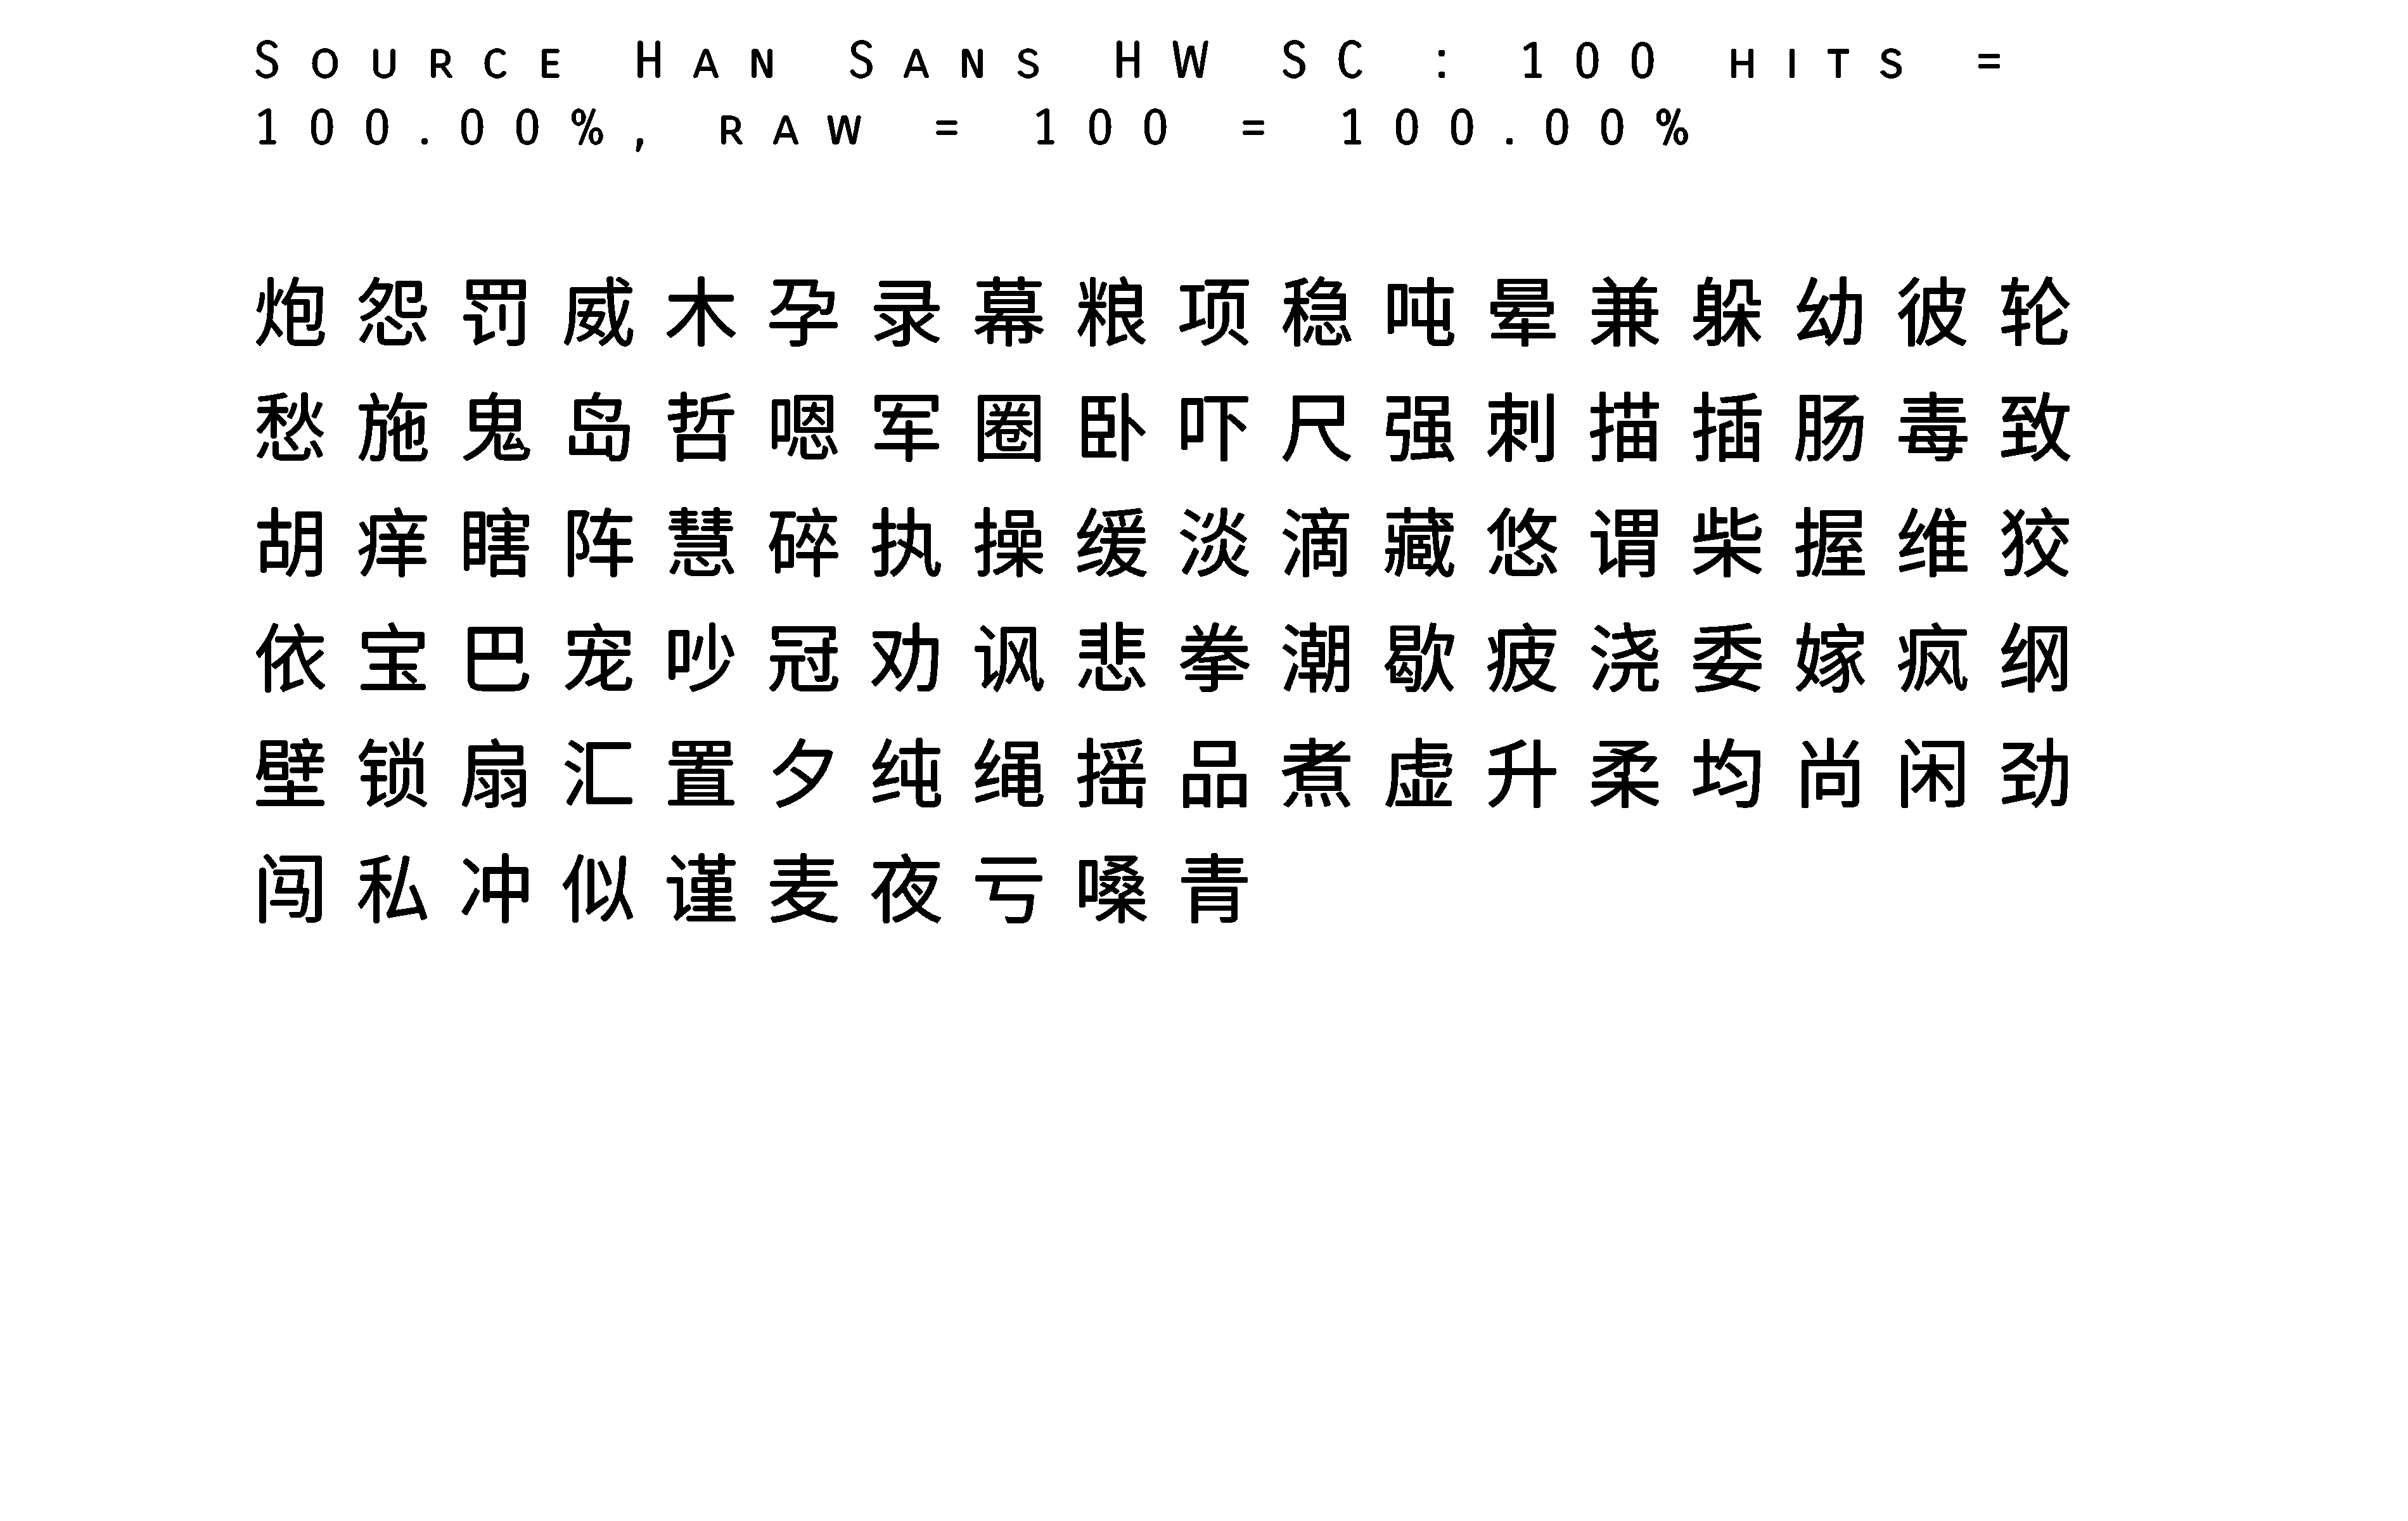 Source Han Sans HW SC : 100 hits =
100.00%, raw = 100 = 100.00%
炮怨罚威木孕录幕粮项稳吨晕兼躲幼彼轮
愁施鬼岛哲嗯军圈卧吓尺强刺描插肠毒致
胡痒瞎阵慧碎执操缓淡滴藏悠谓柴握维狡
依宝巴宠吵冠劝讽悲拳潮歇疲浇委嫁疯纲
壁锁扇汇置夕纯绳摇品煮虚升柔均尚闲劲
闯私冲似谨麦夜亏嗓青